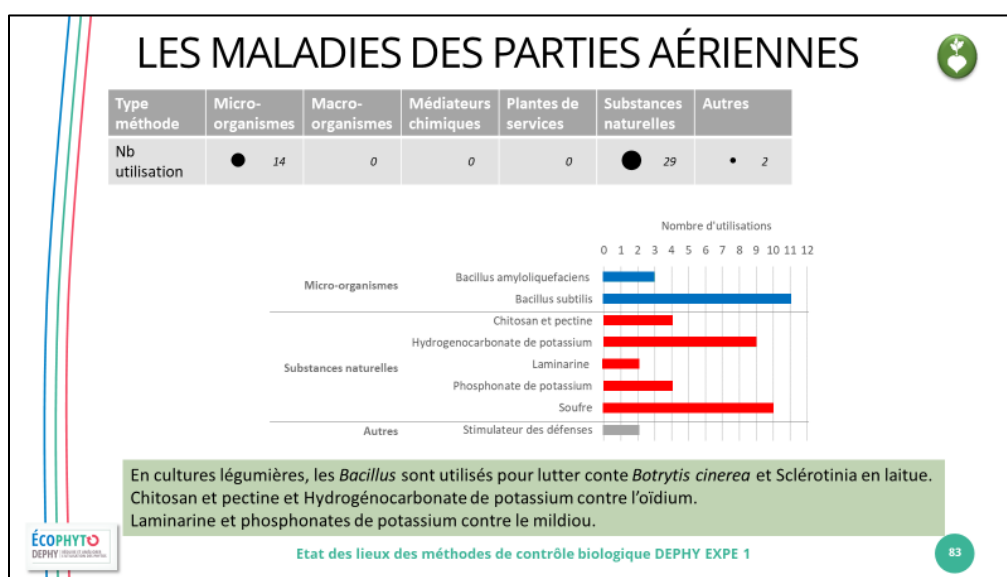 LES MALADIES DES PARTIES AÉRIENNES
Type méthode Micro-organismes Macro-organismes Médiateurs chimiques Plantes de services Substances naturelles Autres
Nb utilisation 14 0 0 0 29 2
Nombre d'utilisations
0 1 2 3 4 5 6 7 8 9 10 11 12
Micro-organismes
Bacillus amyloliquefaciens
Bacillus subtilis
Substances naturelles
Chitosan et pectine
Hydrogenocarbonate de potassium
Laminarine
Phosphonate de potassium
Soufre
Autres
Stimulateur des défenses
En cultures légumières, les Bacillus sont utilisés pour lutter conte Botrytis cinerea et Sclérotinia en laitue.
Chitosan et pectine et Hydrogénocarbonate de potassium contre l'oïdium.
Laminarine et phosphonates de potassium contre le mildiou.
ÉCOPHYTO
DEPHY
Etat des lieux des méthodes de contrôle biologique DEPHY EXPE 1
83